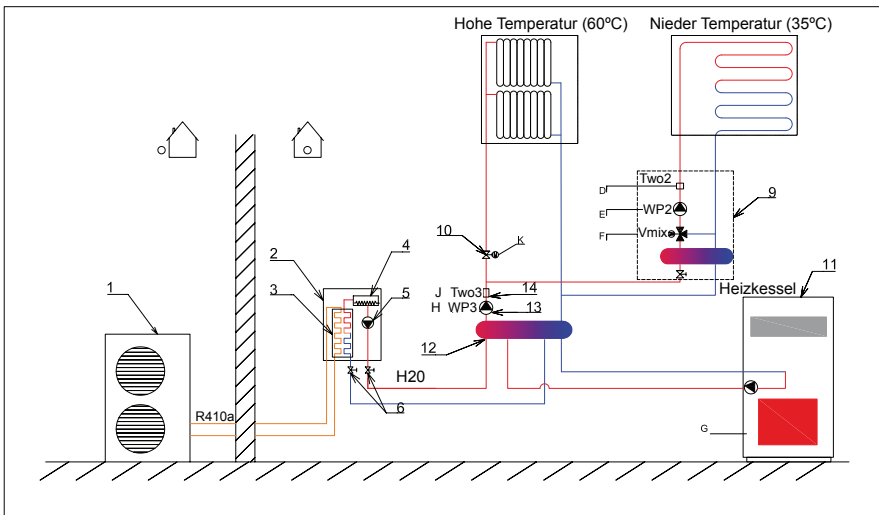 Hohe Temperatur (60ºC)
Nieder Temperatur (35ºC)
D
Two2
E
WP2
9
F
Vmix
10
K
2
4
3
5
1
J Two3
14
H WP3
13
Heizkessel
11
12
H20
6
R410a
G